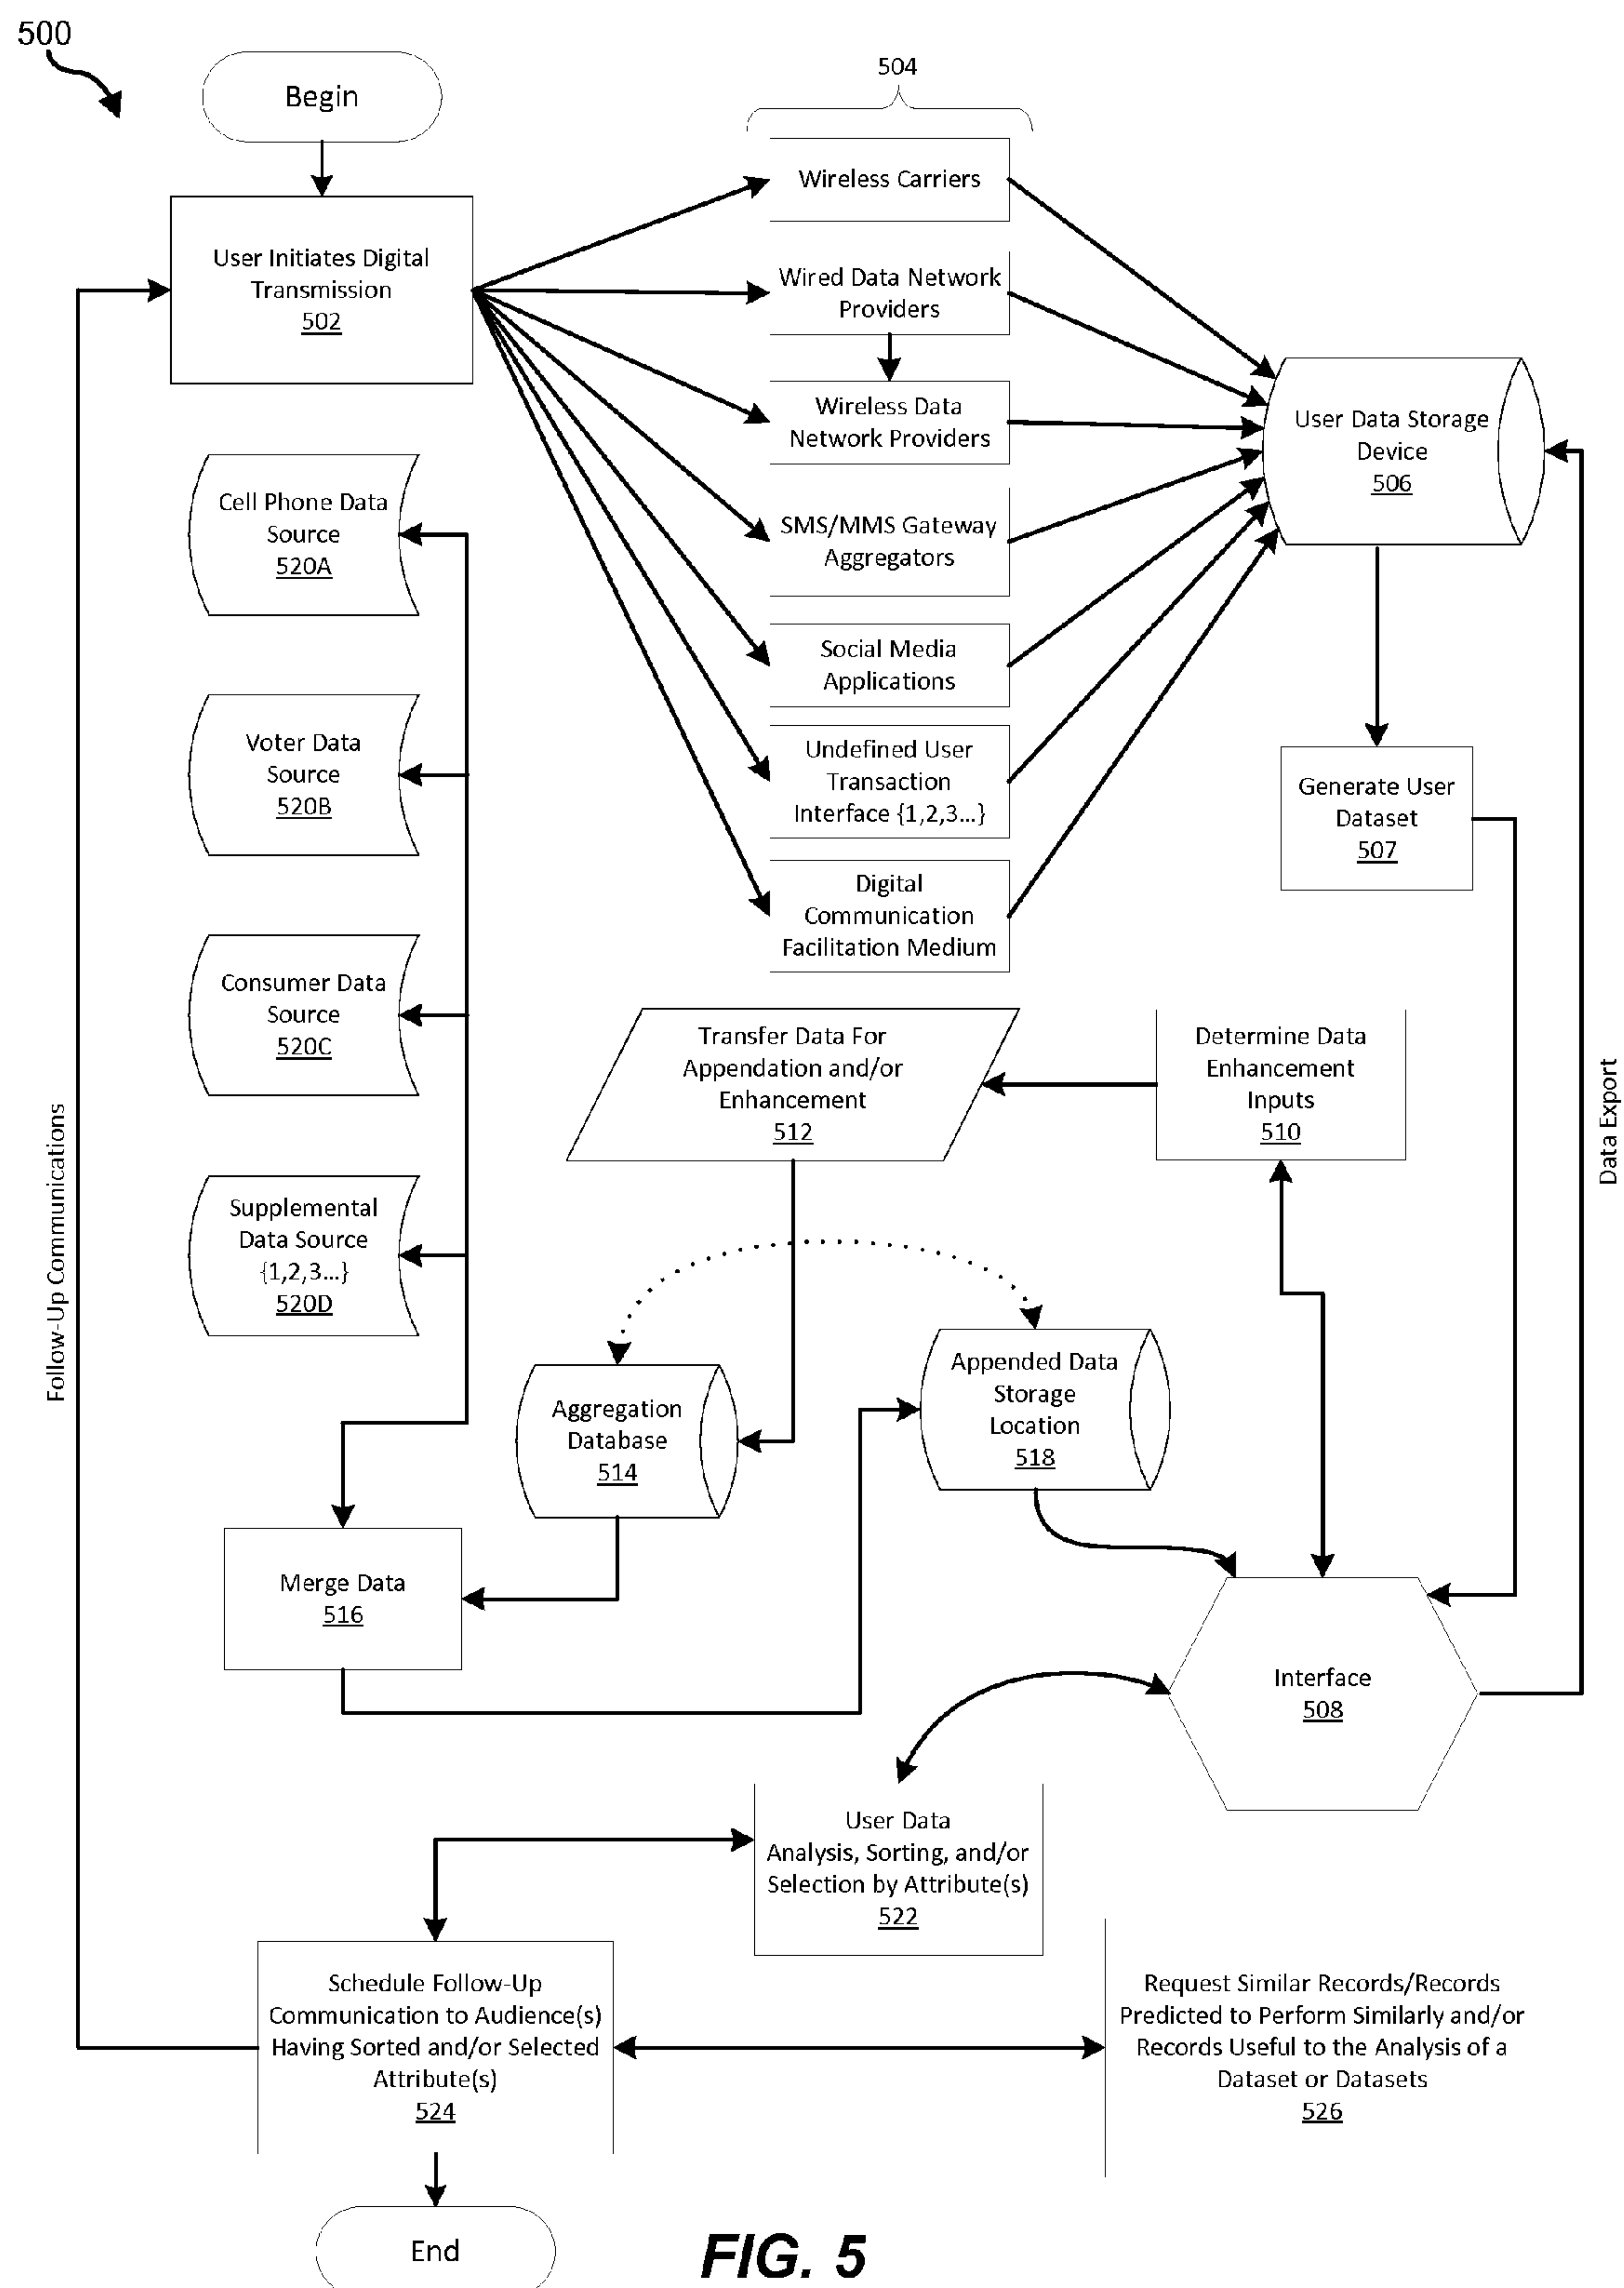 500
Begin
504
User Initiates Digital
Transmission
502
Wireless Carriers
Wired Data Network
Providers
Wireless Data
Network Providers
SMS/MMS Gateway
Aggregators
Social Media
Applications
Undefined User
Transaction
Interface {1,2,3...}
Digital
Communication
Facilitation Medium
User Data Storage
Device
506
Generate User
Dataset
507
Cell Phone Data
Source
520A
Voter Data
Source
520B
Consumer Data
Source
520C
Supplemental
Data Source
{1,2,3...}
520D
Transfer Data For
Appendation and/or
Enhancement
512
Determine Data
Enhancement
Inputs
510
Data Export
Follow-Up Communications
Aggregation
Database
514
Appended Data
Storage
Location
518
Merge Data
516
Interface
508
User Data
Analysis, Sorting, and/or
Selection by Attribute(s)
522
Schedule Follow-Up
Communication to Audience(s)
Having Sorted and/or Selected
Attribute(s)
524
Request Similar Records/Records
Predicted to Perform Similarly and/or
Records Useful to the Analysis of a
Dataset or Datasets
526
End
FIG. 5